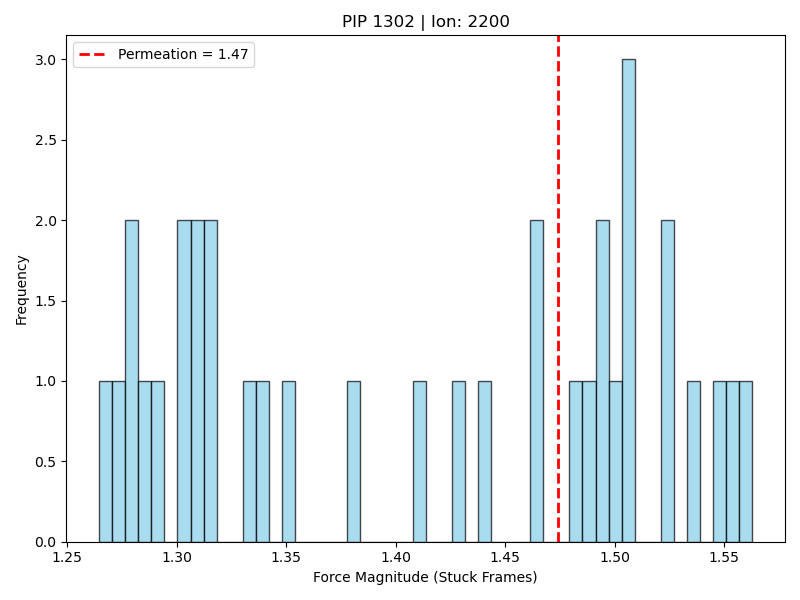 PIP 1302 | Ion: 2200
Permeation = 1.47
3.0
2.5
2.0
1.5
1.0
0.5
0.0
Frequency
1.25 1.30 1.35 1.40 1.45 1.50 1.55
Force Magnitude (Stuck Frames)